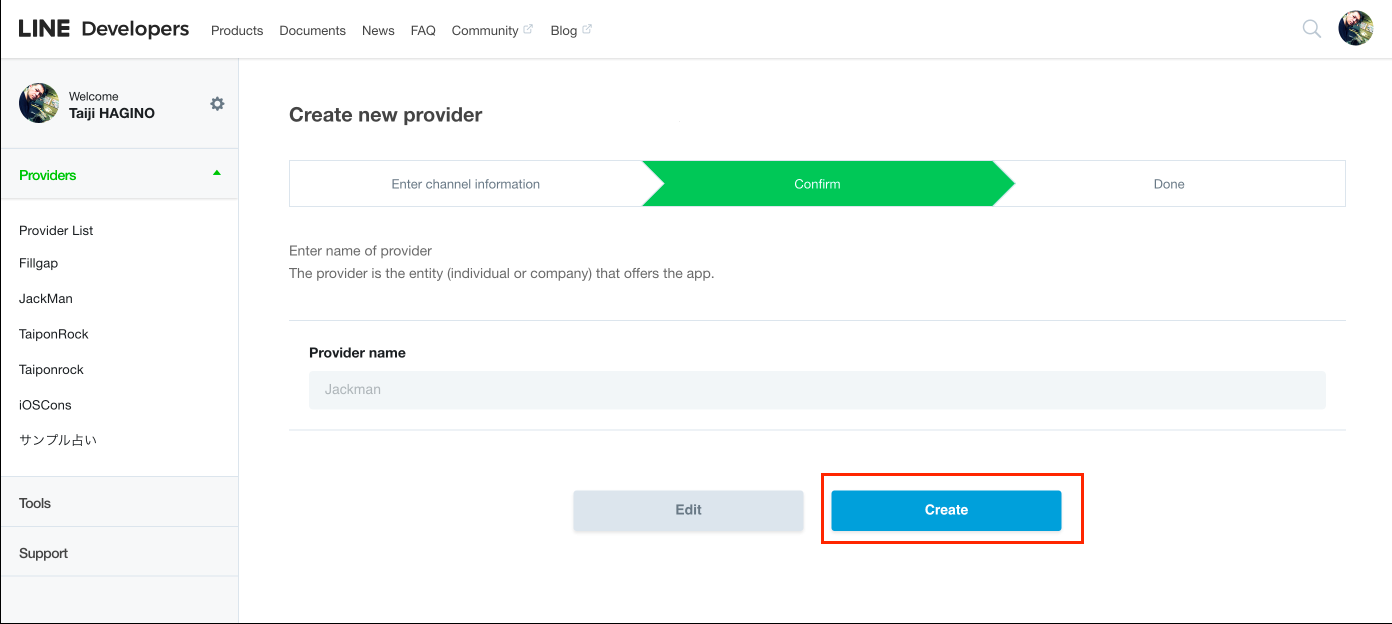 LINE Developers Products Documents News FAQ Community Blog
Welcome
Taiji HAGINO
Providers
Provider List
Fillgap
JackMan
TaiponRock
Taiponrock
iOSCons
サンプル占い
Tools
Support
Create new provider
Enter channel information Confirm Done
Enter name of provider
The provider is the entity (individual or company) that offers the app.
Provider name
Jackman
Edit Create